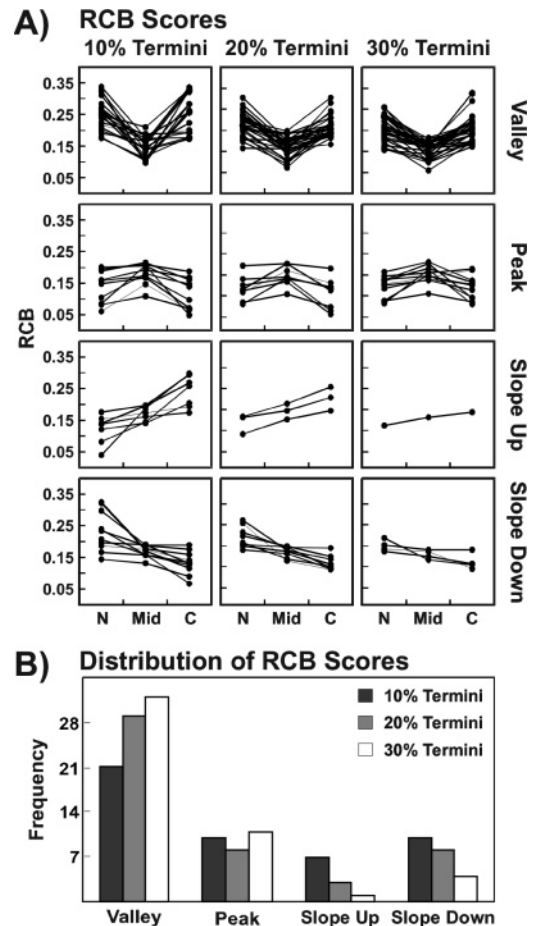 A) RCB Scores
10% Termini 20% Termini 30% Termini
0.35
0.25
0.15
0.05
Valley
0.35
0.25
0.15
0.05
Peak
RCB
0.35
0.25
0.15
0.05
Slope Up
0.35
0.25
0.15
0.05
Slope Down
N Mid C N Mid C N Mid C
B) Distribution of RCB Scores
10% Termini
20% Termini
30% Termini
28
21
14
7
Frequency
Valley Peak Slope Up Slope Down